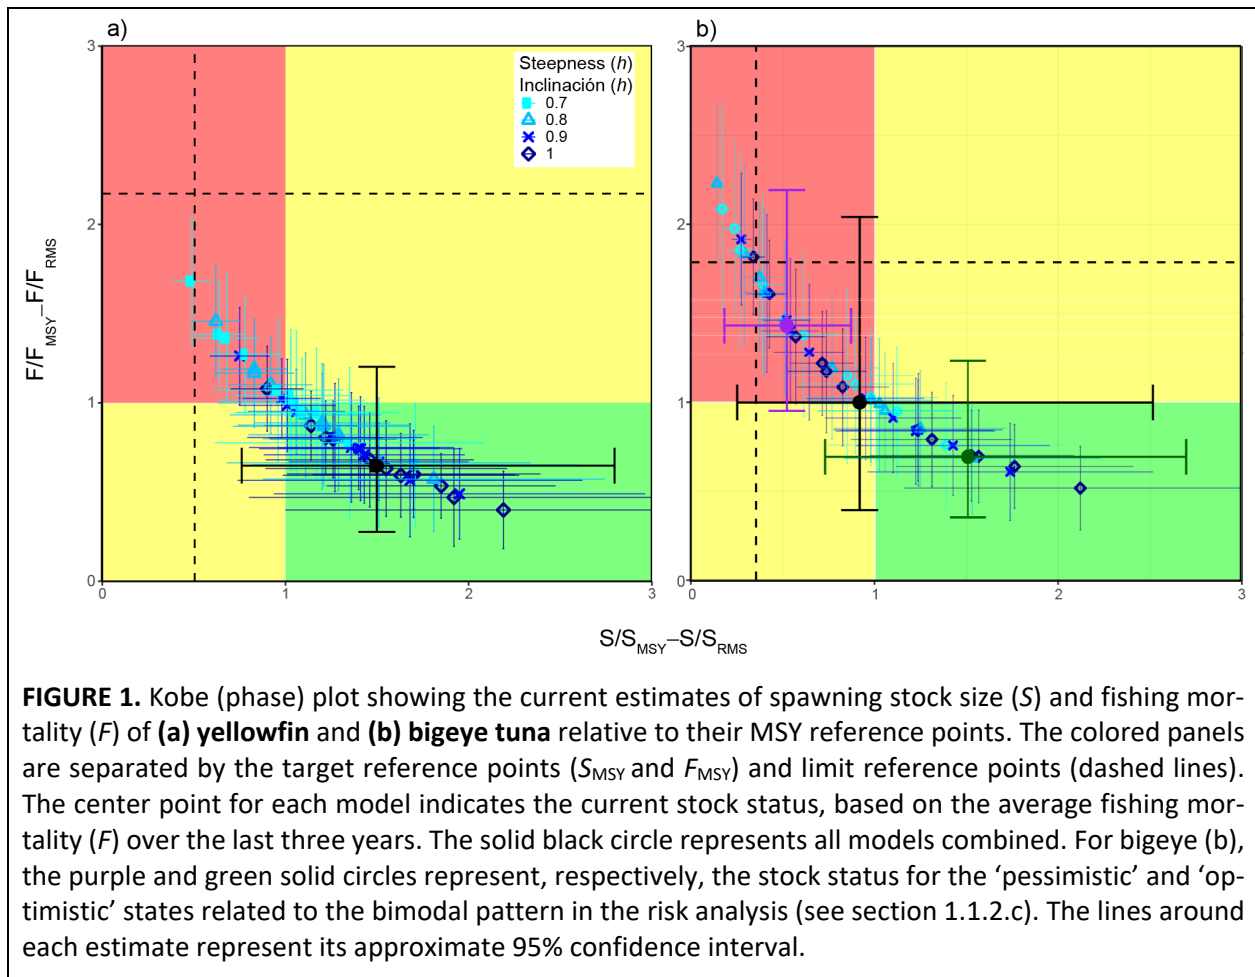 a)
b)
Steepness (h)
Inclinación (h)
0.7
0.8
0.9
1
3
2
1
0
0
1
2
3
3
2
1
0
0
1
2
3
F/F_MSY–F/F_RMS
S/S_MSY–S/S_RMS
FIGURE 1. Kobe (phase) plot showing the current estimates of spawning stock size (S) and fishing mor-
tality (F) of (a) yellowfin and (b) bigeye tuna relative to their MSY reference points. The colored panels
are separated by the target reference points (S_MSY and F_MSY) and limit reference points (dashed lines).
The center point for each model indicates the current stock status, based on the average fishing mor-
tality (F) over the last three years. The solid black circle represents all models combined. For bigeye (b),
the purple and green solid circles represent, respectively, the stock status for the ‘pessimistic’ and ‘op-
timistic’ states related to the bimodal pattern in the risk analysis (see section 1.1.2.c). The lines around
each estimate represent its approximate 95% confidence interval.